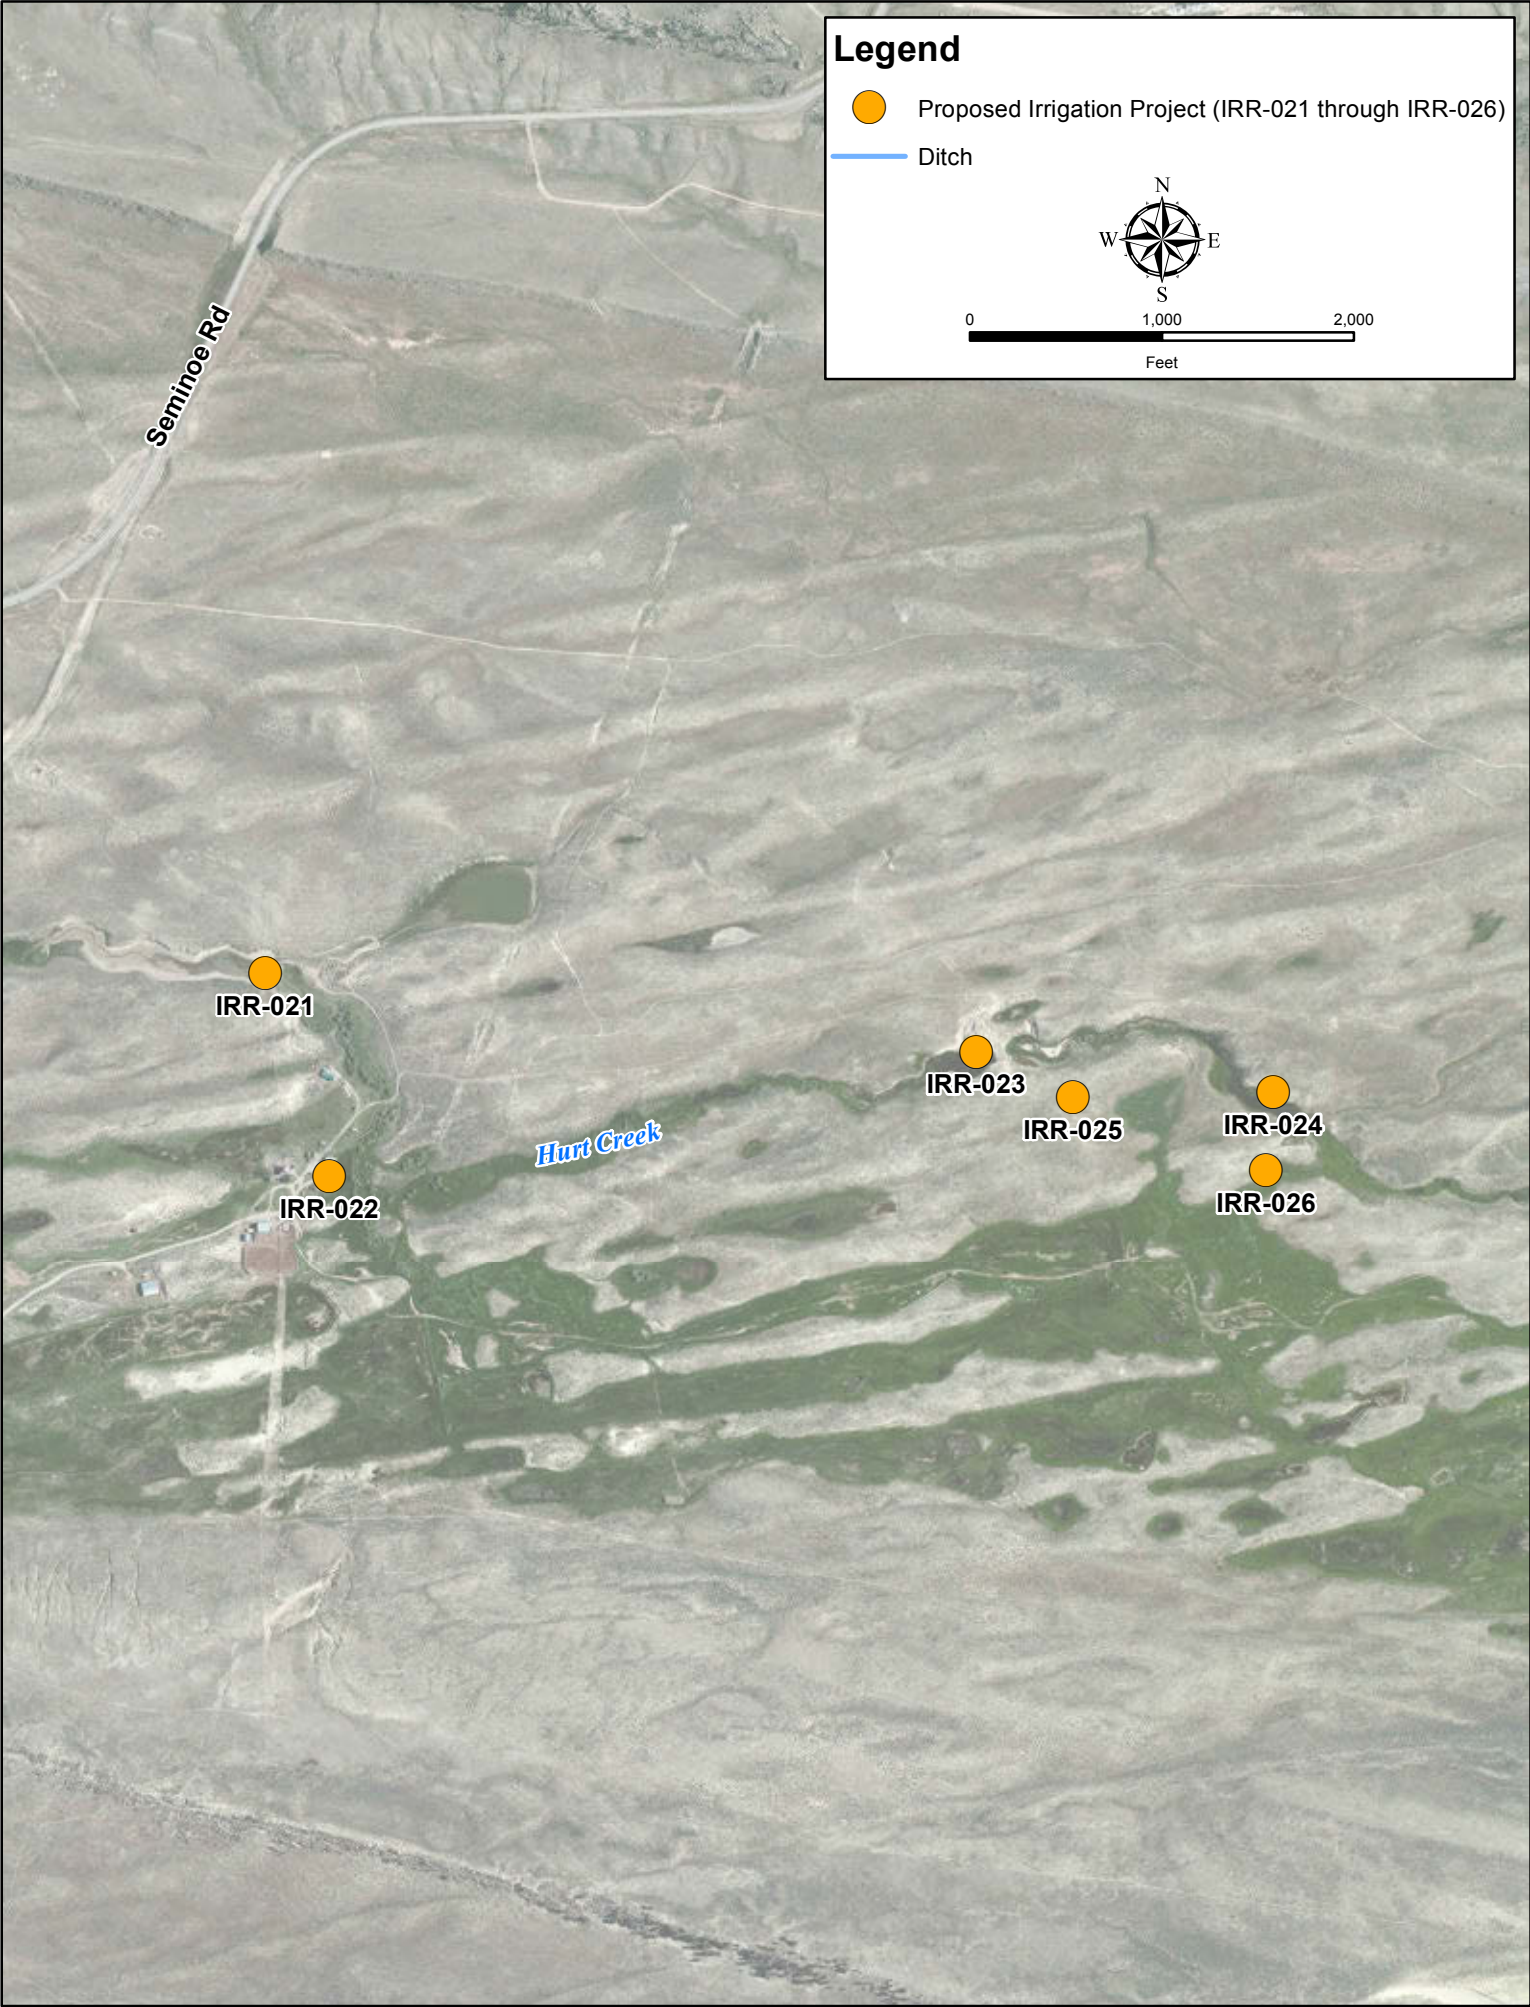 Legend
Proposed Irrigation Project (IRR-021 through IRR-026)
Ditch
N
W E
S
0 1,000 2,000
Feet
Seminoe Rd
IRR-021
IRR-023
IRR-025
IRR-024
Hurt Creek
IRR-022
IRR-026